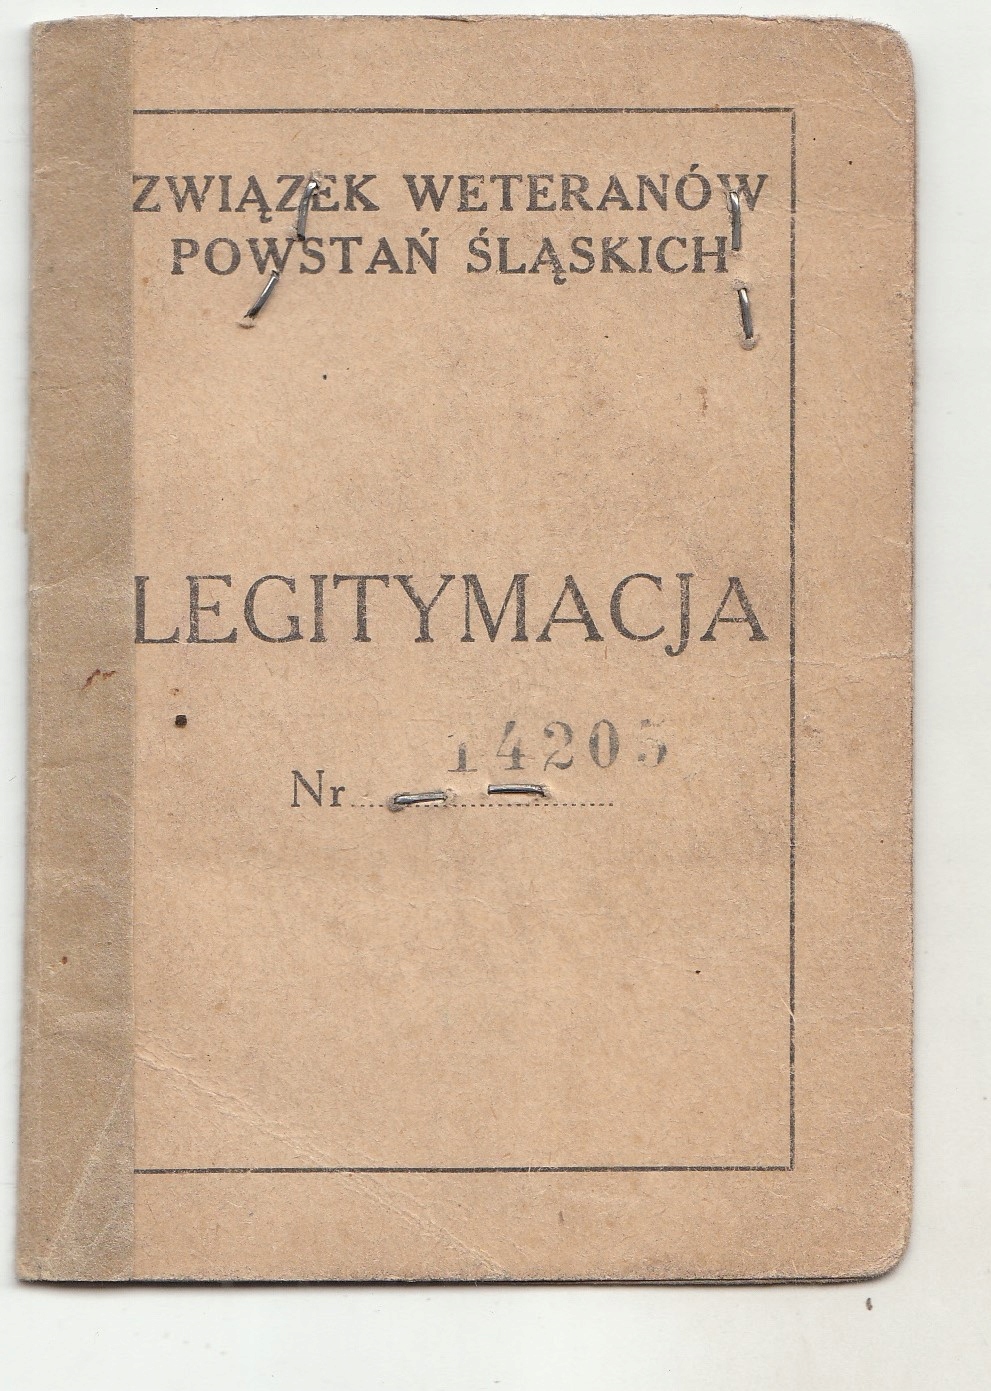 ZWIĄZEK WETERANÓW
POWSTAŃ ŚLĄSKICH
LEGITYMACJA
14205
Nr